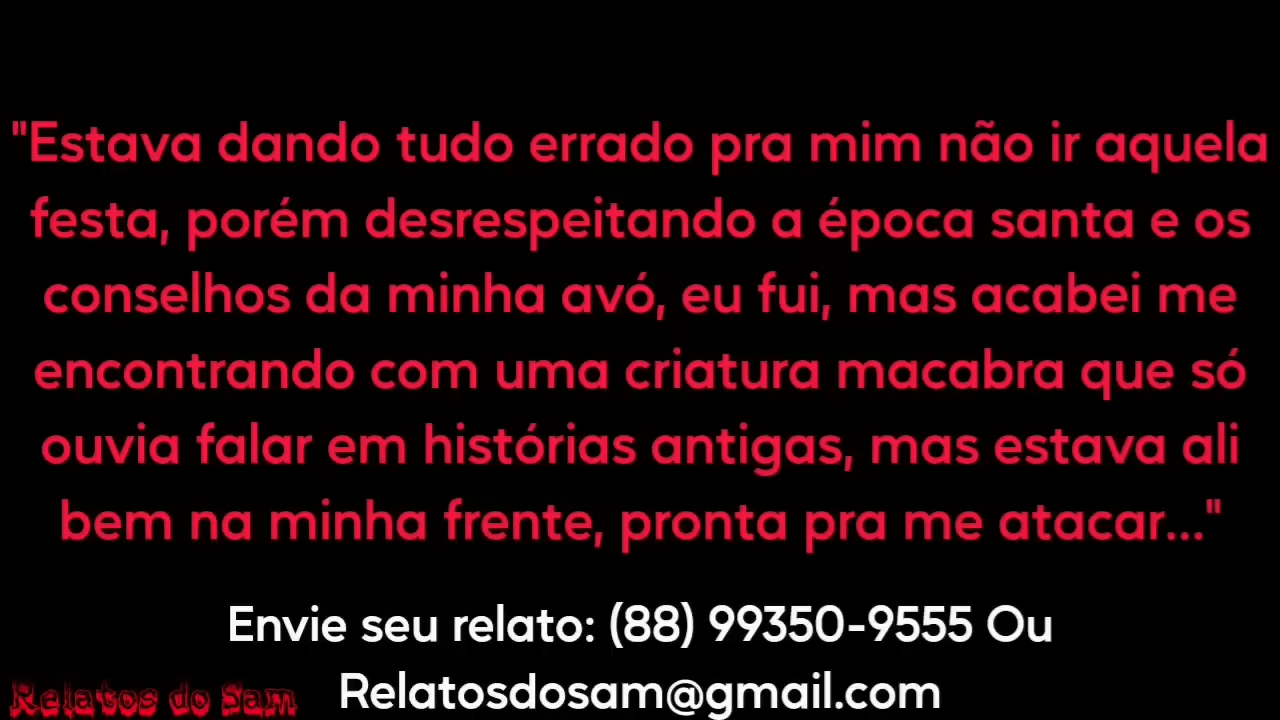 "Estava dando tudo errado pra mim não ir aquela
festa, porém desrespeitando a época santa e os
conselhos da minha avó, eu fui, mas acabei me
encontrando com uma criatura macabra que só
ouvia falar em histórias antigas, mas estava ali
bem na minha frente, pronta pra me atacar..."
Envie seu relato: (88) 99350-9555 Ou
Relatosdosam@gmail.com
Relatos do Sam